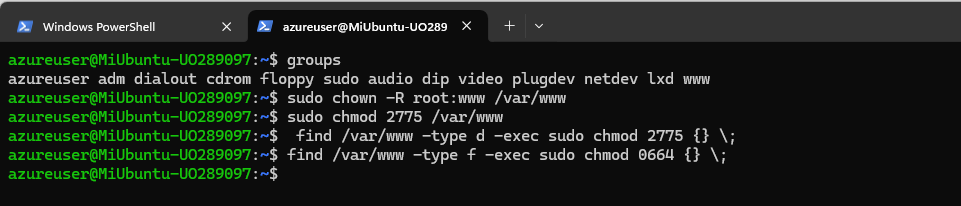 Windows PowerShell
azureuser@MiUbuntu-UO289
azureuser@MiUbuntu-UO289097:~$ groups
azureuser adm dialout cdrom floppy sudo audio dip video plugdev netdev lxd www
azureuser@MiUbuntu-UO289097:~$ sudo chown -R root:www /var/www
azureuser@MiUbuntu-UO289097:~$ sudo chmod 2775 /var/www
azureuser@MiUbuntu-UO289097:~$  find /var/www -type d -exec sudo chmod 2775 {} \;
azureuser@MiUbuntu-UO289097:~$ find /var/www -type f -exec sudo chmod 0664 {} \;
azureuser@MiUbuntu-UO289097:~$